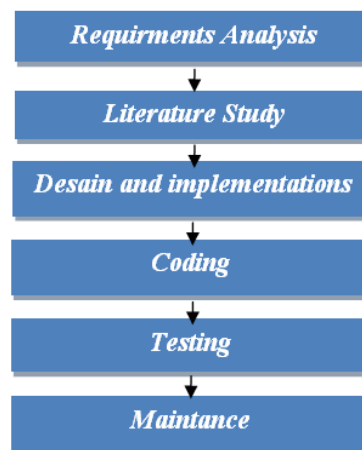 Requirments Analysis
Literature Study
Desain and implementations
Coding
Testing
Maintance